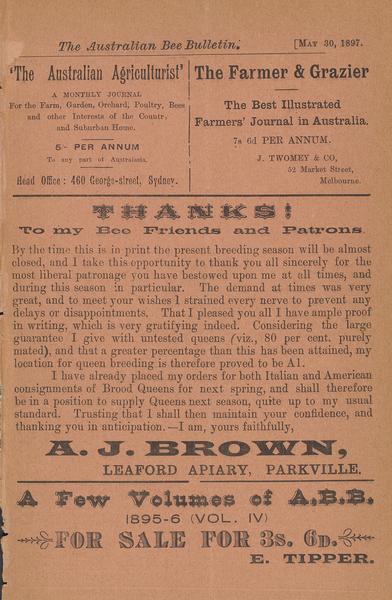 The Australian Bee Bulletin. [MAY 30, 1897.
'The Australian Agriculturist'
A MONTHLY JOURNAL
For the Farm, Garden, Orchard, Poultry, Bees
and other Interests of the Countr,
and Suburban Home.
5/- PER ANNUM
To any part of Australasia.
Head Office: 460 George-street, Sydney.
The Farmer & Grazier
The Best Illustrated
Farmers' Journal in Australia.
7s 6d PER ANNUM.
J. TWOMEY & CO,
52 Market Street,
Melbourne.
THANKS!
To my Bee Friends and Patrons.
By the time this is in print the present breeding season will be almost
closed, and I take this opportunity to thank you all sincerely for the
most liberal patronage you have bestowed upon me at all times, and
during this season in particular. The demand at times was very
great, and to meet your wishes I strained every nerve to prevent any
delays or disappointments. That I pleased you all I have ample proof
in writing, which is very gratifying indeed. Considering the large
guarantee I give with untested queens (viz., 80 per cent. purely
mated), and that a greater percentage than this has been attained, my
location for queen breeding is therefore proved to be A1.
I have already placed my orders for both Italian and American
consignments of Brood Queens for next spring, and shall therefore
be in a position to supply Queens next season, quite up to my usual
standard. Trusting that I shall then maintain your confidence, and
thanking you in anticipation.—I am, yours faithfully,
A. J. BROWN,
LEAFORD APIARY, PARKVILLE.
A Few Volumes of A.B.B.
1895-6 (VOL. IV)
FOR SALE FOR 3s. 6D.
E. TIPPER.